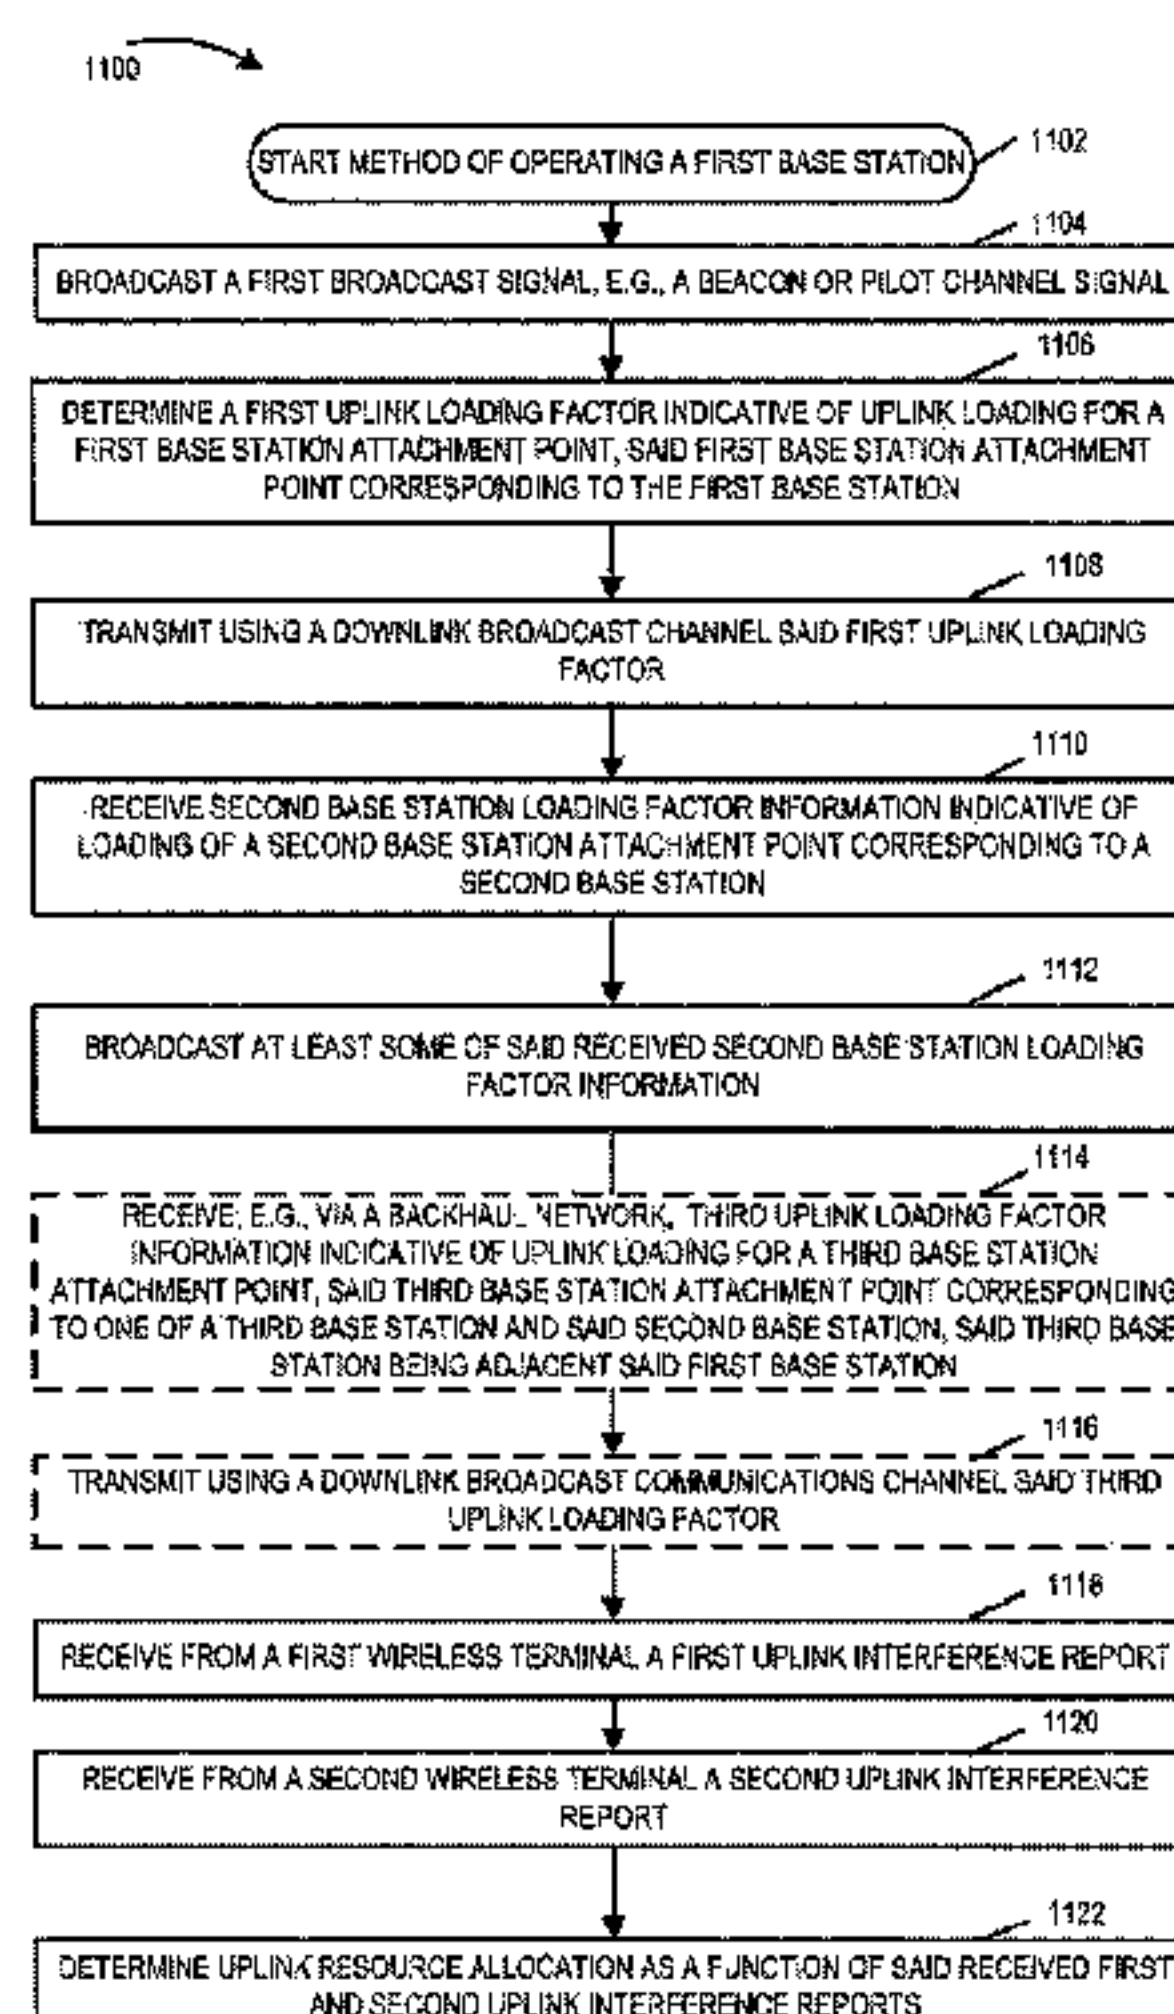 1100
START METHOD OF OPERATING A FIRST BASE STATION
1102
1104
BROADCAST A FIRST BROADCAST SIGNAL, E.G., A BEACON OR PILOT CHANNEL SIGNAL
1106
DETERMINE A FIRST UPLINK LOADING FACTOR INDICATIVE OF UPLINK LOADING FOR A
FIRST BASE STATION ATTACHMENT POINT, SAID FIRST BASE STATION ATTACHMENT
POINT CORRESPONDING TO THE FIRST BASE STATION
1108
TRANSMIT USING A DOWNLINK BROADCAST CHANNEL SAID FIRST UPLINK LOADING
FACTOR
1110
RECEIVE SECOND BASE STATION LOADING FACTOR INFORMATION INDICATIVE OF
LOADING OF A SECOND BASE STATION ATTACHMENT POINT CORRESPONDING TO A
SECOND BASE STATION
1112
BROADCAST AT LEAST SOME OF SAID RECEIVED SECOND BASE STATION LOADING
FACTOR INFORMATION
1114
RECEIVE, E.G., VIA A BACKHAUL NETWORK, THIRD UPLINK LOADING FACTOR
INFORMATION INDICATIVE OF UPLINK LOADING FOR A THIRD BASE STATION
ATTACHMENT POINT, SAID THIRD BASE STATION ATTACHMENT POINT CORRESPONDING
TO ONE OF A THIRD BASE STATION AND SAID SECOND BASE STATION, SAID THIRD BASE
STATION BEING ADJACENT SAID FIRST BASE STATION
1116
TRANSMIT USING A DOWNLINK BROADCAST COMMUNICATIONS CHANNEL SAID THIRD
UPLINK LOADING FACTOR
1118
RECEIVE FROM A FIRST WIRELESS TERMINAL A FIRST UPLINK INTERFERENCE REPORT
1120
RECEIVE FROM A SECOND WIRELESS TERMINAL A SECOND UPLINK INTERFERENCE
REPORT
1122
DETERMINE UPLINK RESOURCE ALLOCATION AS A FUNCTION OF SAID RECEIVED FIRST
AND SECOND UPLINK INTERFERENCE REPORTS